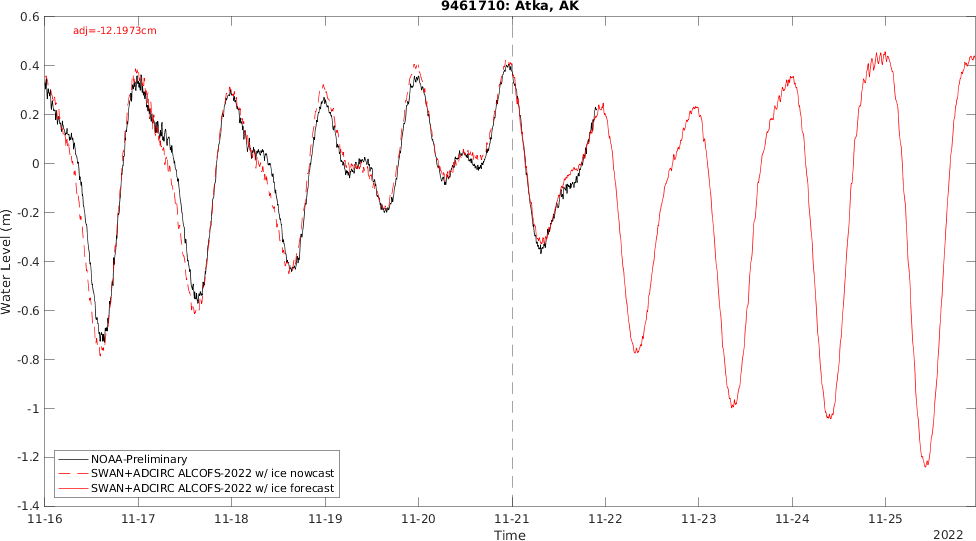 9461710: Atka, AK
adj=-12.1973cm
0.6
0.4
0.2
0
-0.2
-0.4
-0.6
-0.8
-1
-1.2
-1.4
Water Level (m)
NOAA-Preliminary
SWAN+ADCIRC ALCOFS-2022 w/ ice nowcast
SWAN+ADCIRC ALCOFS-2022 w/ ice forecast
11-16 11-17 11-18 11-19 11-20 11-21 11-22 11-23 11-24 11-25
Time
2022